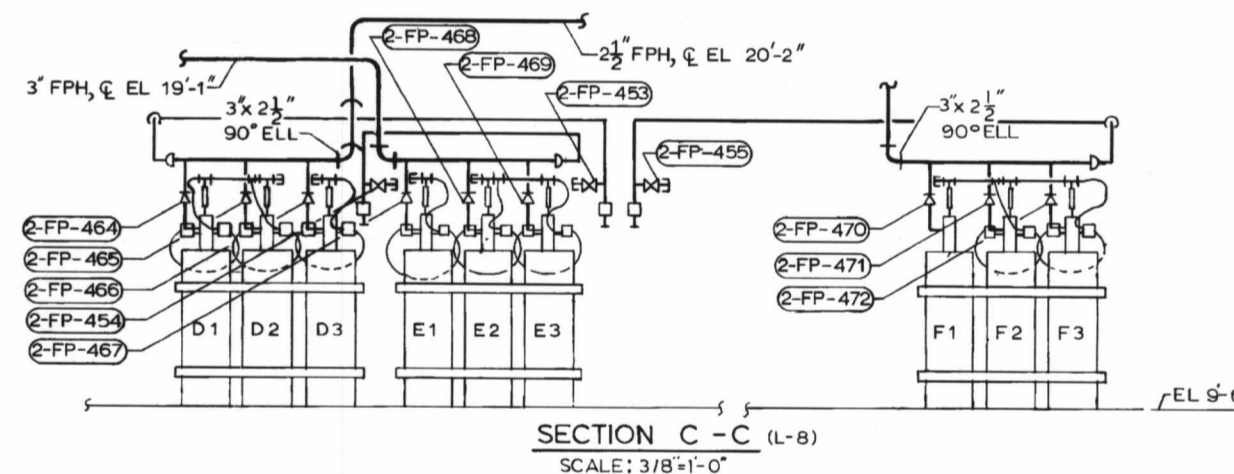 2-FP-468
2½" FPH, ℄ EL 20'-2"
2-FP-469
3" FPH, ℄ EL 19'-1"
2-FP-453
3"x 2½"
90° ELL
3"x 2½"
90° ELL
2-FP-455
2-FP-464
2-FP-465
2-FP-466
2-FP-454
2-FP-467
2-FP-470
2-FP-471
2-FP-472
D1 D2 D3 E1 E2 E3 F1 F2 F3
EL 9'-6
SECTION C-C (L-8)
SCALE: 3/8"=1'-0"